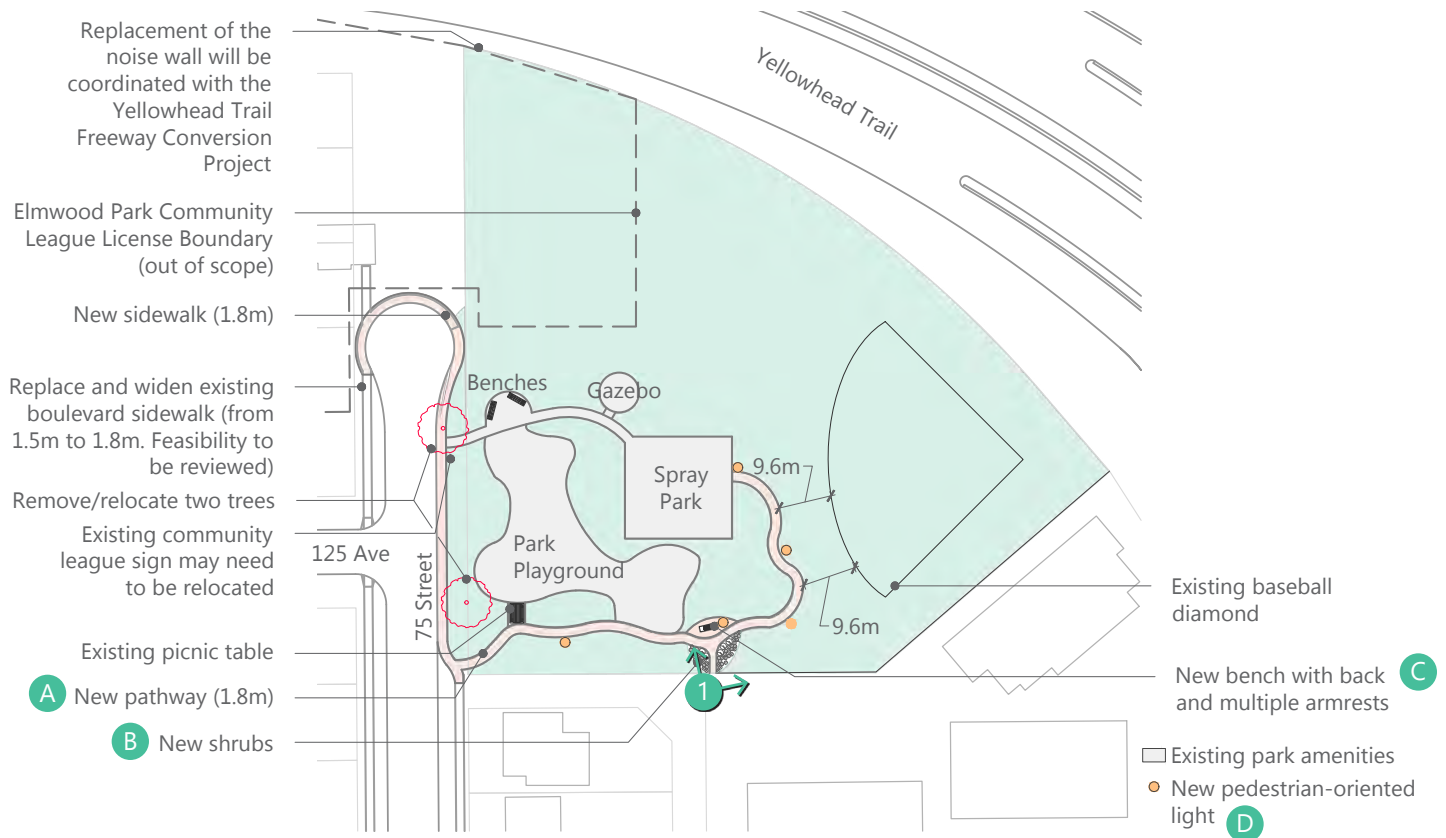 Replacement of the
noise wall will be
coordinated with the
Yellowhead Trail
Freeway Conversion
Project
Yellowhead Trail
Elmwood Park Community
League License Boundary
(out of scope)
New sidewalk (1.8m)
Replace and widen existing
boulevard sidewalk (from
1.5m to 1.8m. Feasibility to
be reviewed)
Remove/relocate two trees
Existing community
league sign may need
to be relocated
Existing picnic table
A New pathway (1.8m)
B New shrubs
125 Ave
75 Street
Benches
Gazebo
Spray
Park
Park
Playground
9.6m
9.6m
1
Existing baseball
diamond
New bench with back C
and multiple armrests
Existing park amenities
New pedestrian-oriented
light D